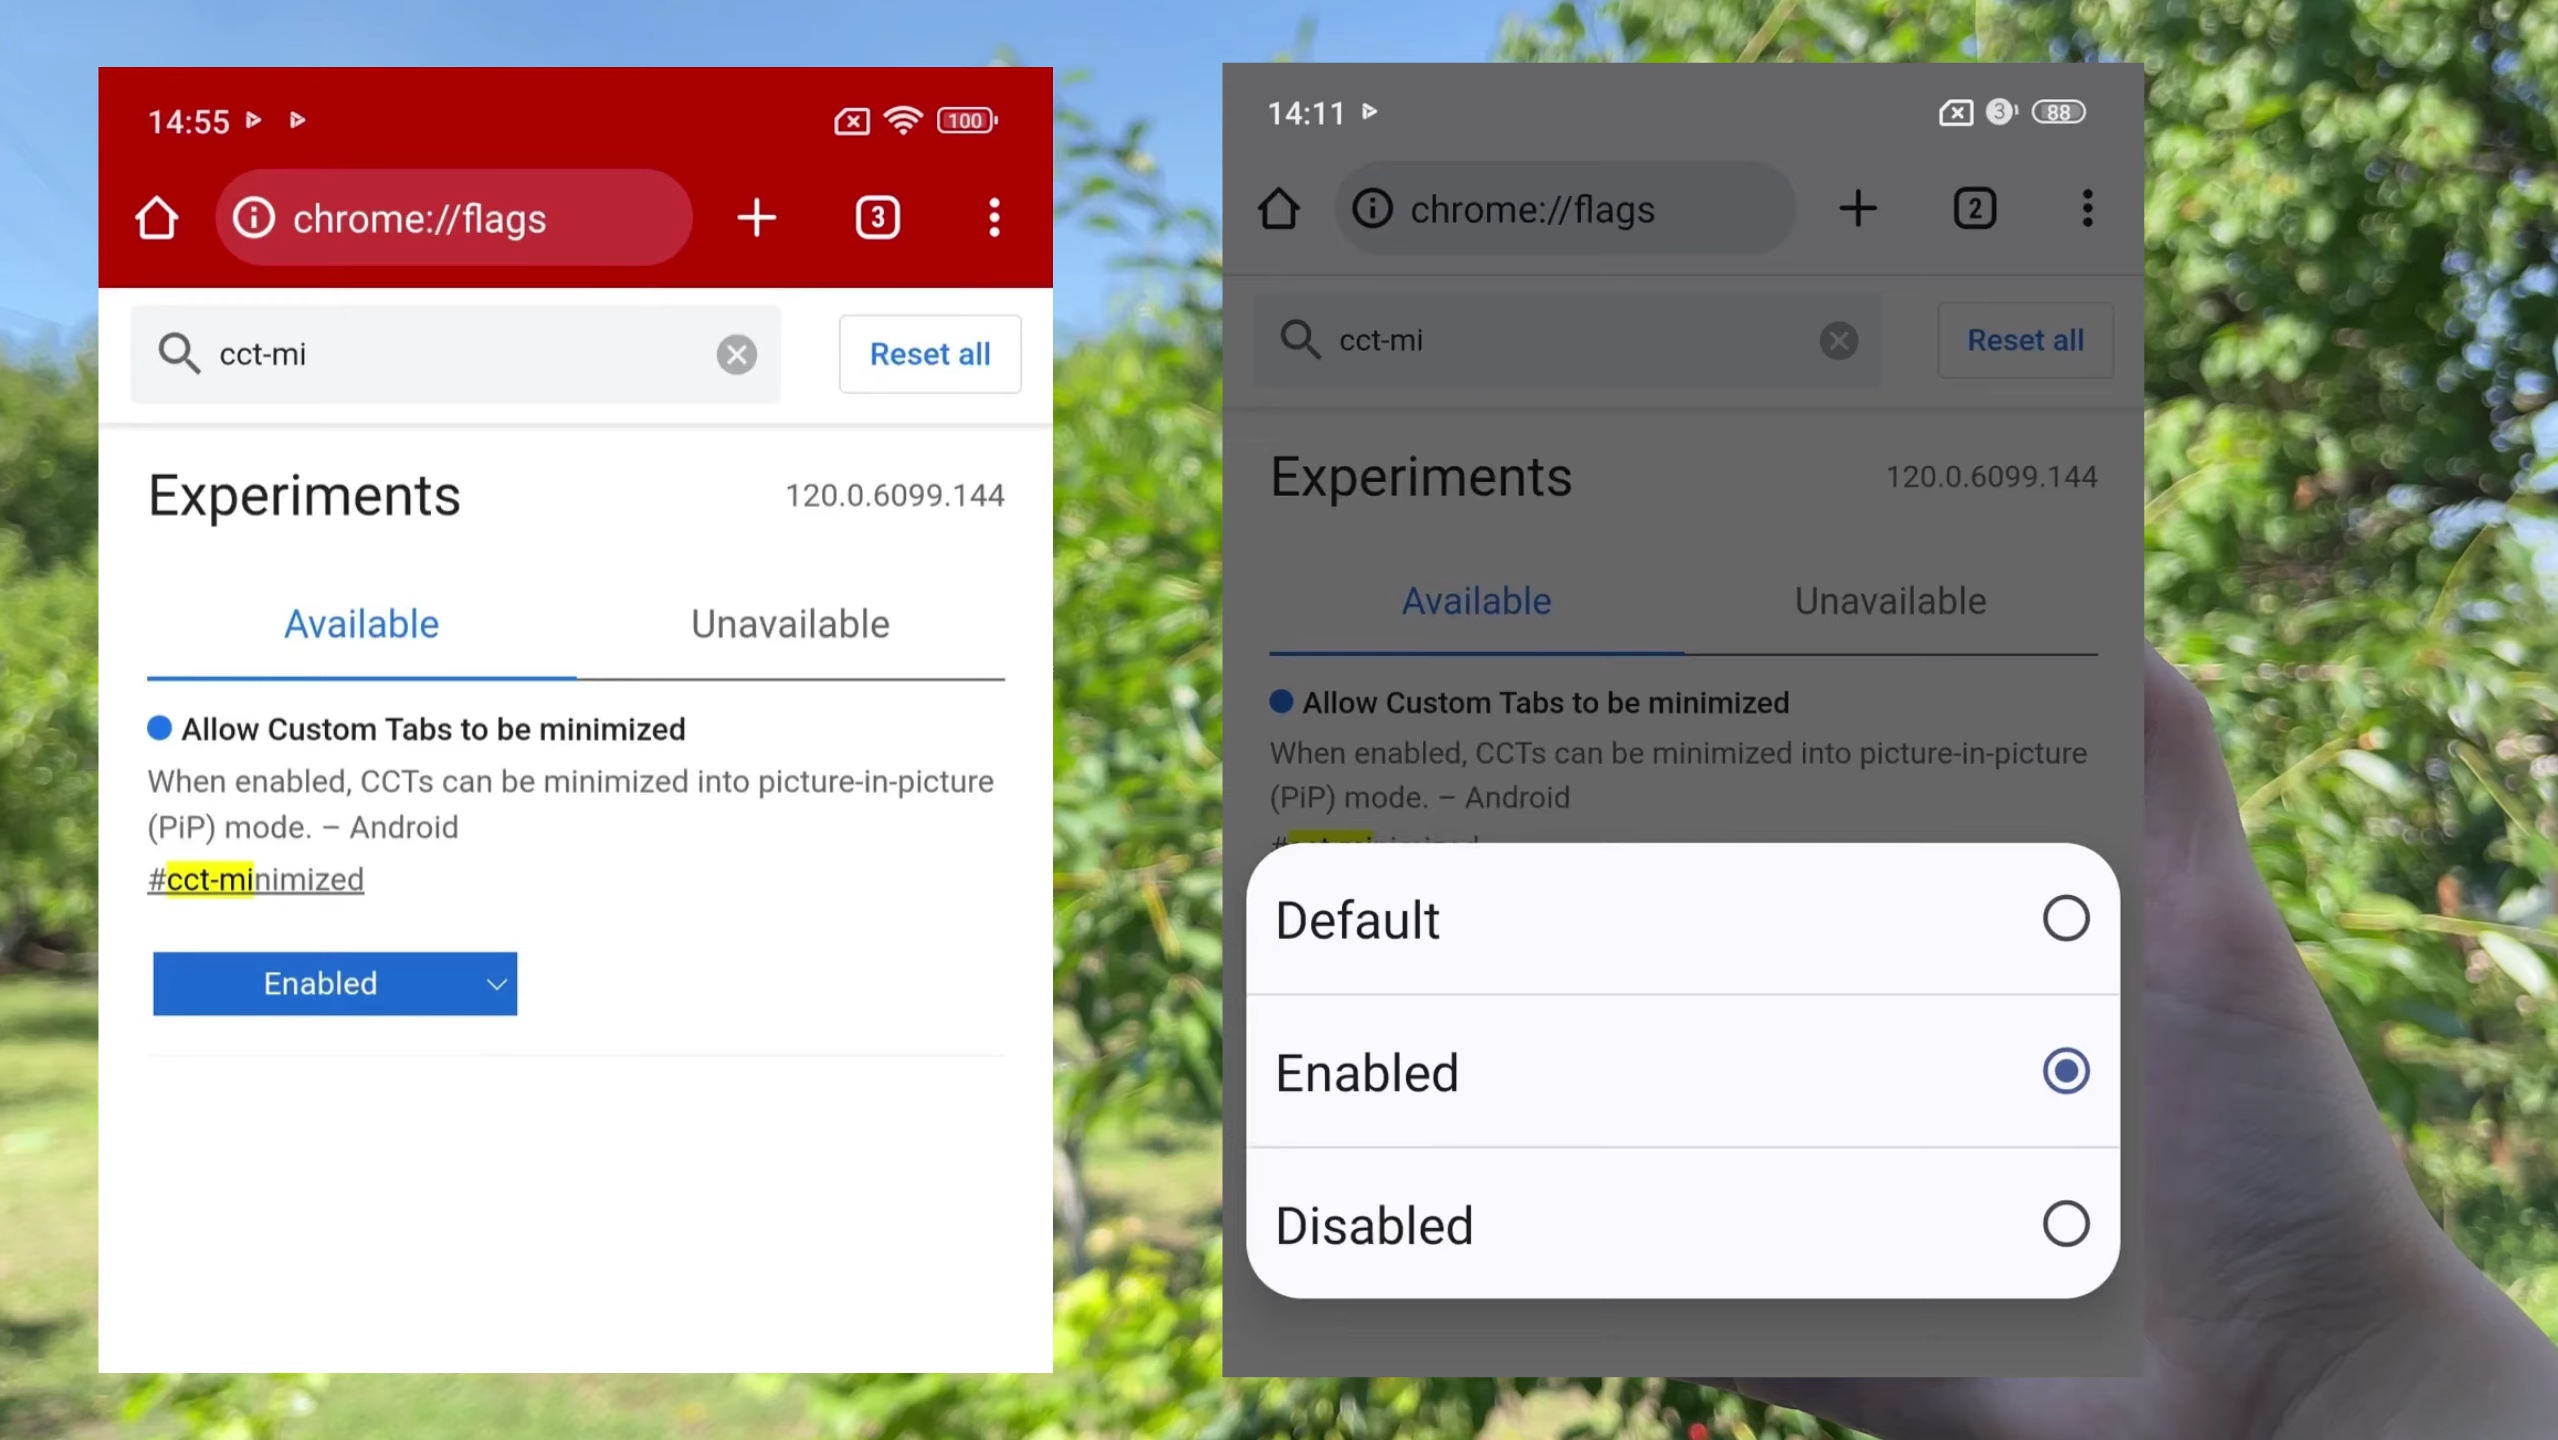 14:55
100
chrome://flags
3
cct-mi
Reset all
Experiments
120.0.6099.144
Available
Unavailable
Allow Custom Tabs to be minimized
When enabled, CCTs can be minimized into picture-in-picture
(PiP) mode. – Android
#cct-minimized
Enabled
14:11
3
88
chrome://flags
2
cct-mi
Reset all
Experiments
120.0.6099.144
Available
Unavailable
Allow Custom Tabs to be minimized
When enabled, CCTs can be minimized into picture-in-picture
(PiP) mode. – Android
#cct-minimized
Default
Enabled
Disabled